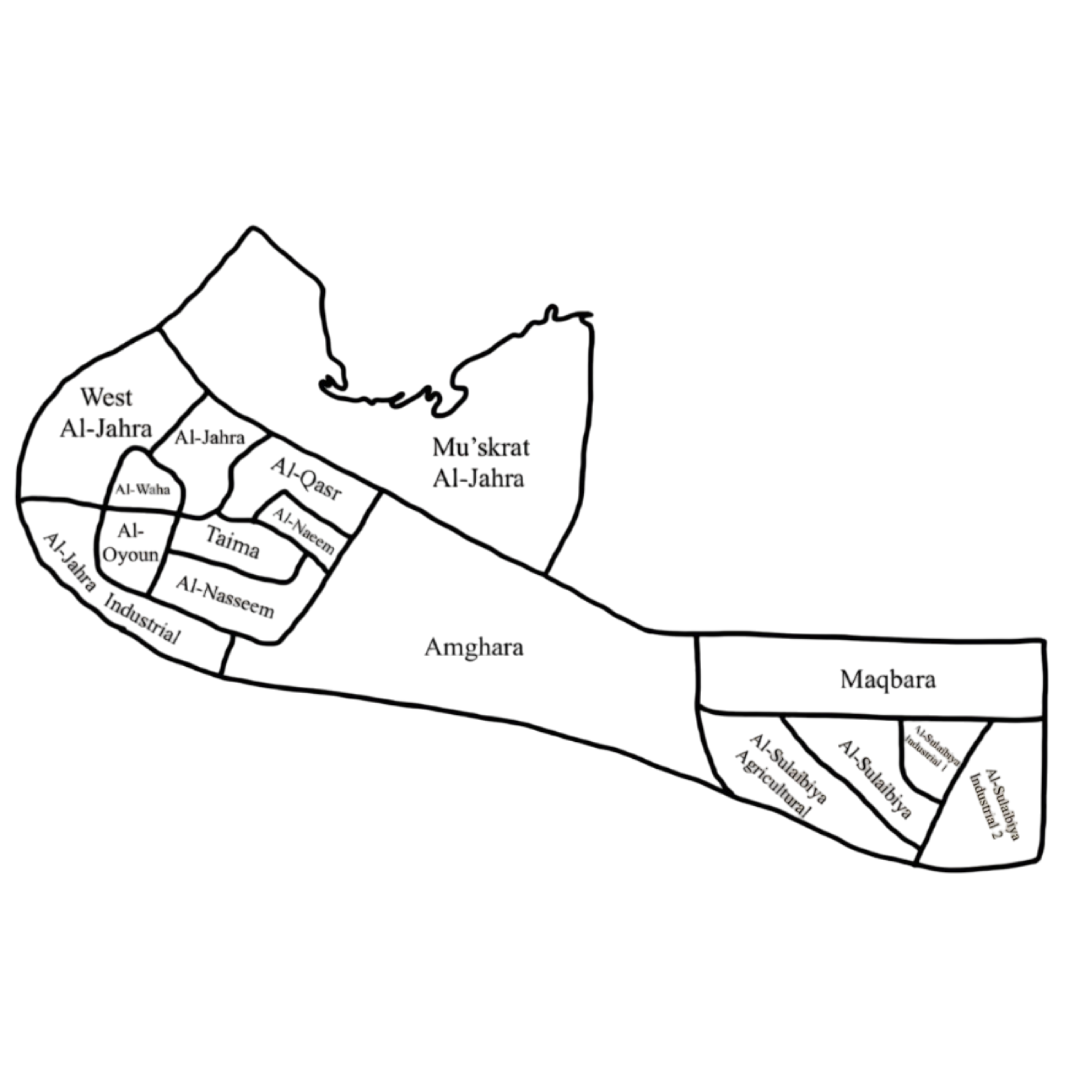 West
Al-Jahra
Al-Jahra
Mu’skrat
Al-Jahra
Al-Qasr
Al-Waha
Al-Naeem
Al-
Oyoun
Taima
Al-Jahra Industrial
Al-Nasseem
Amghara
Maqbara
Al-Sulaibiya
Agricultural
Al-Sulaibiya
Al-Sulaibiya
Industrial 1
Al-Sulaibiya
Industrial 2